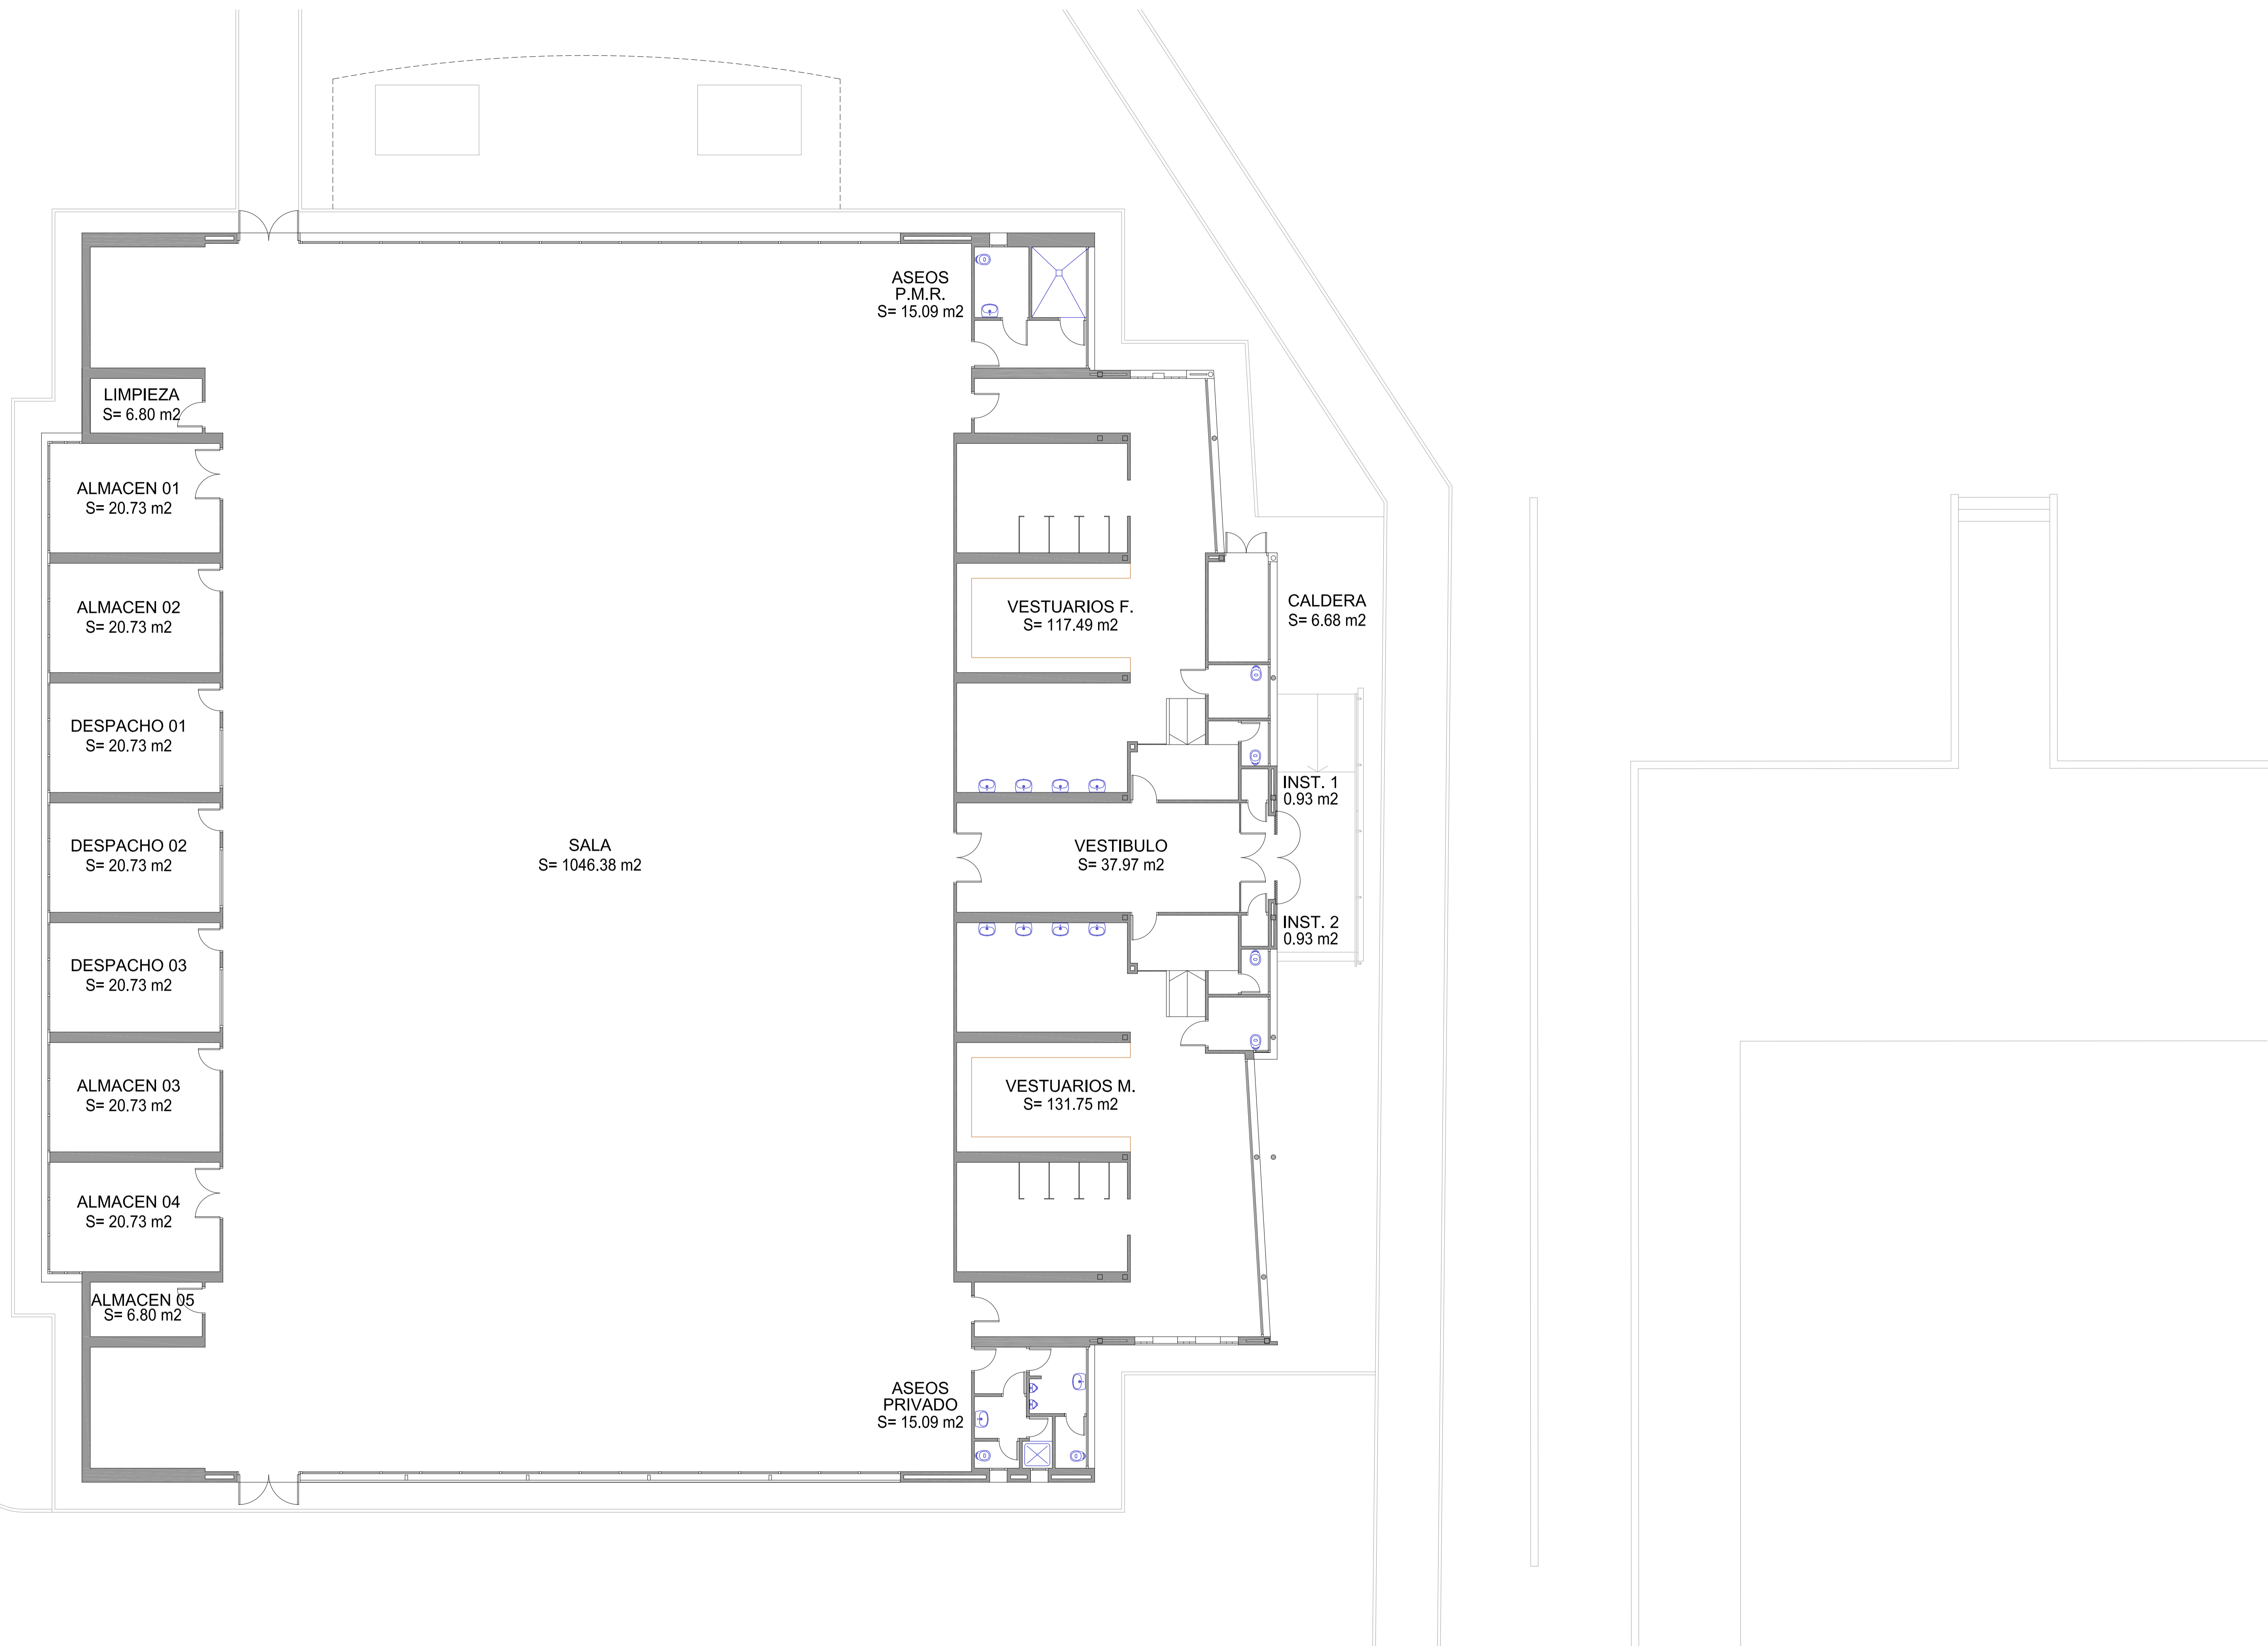 ASEOS
P.M.R.
S= 15.09 m2
LIMPIEZA
S= 6.80 m2
ALMACEN 01
S= 20.73 m2
ALMACEN 02
S= 20.73 m2
VESTUARIOS F.
S= 117.49 m2
CALDERA
S= 6.68 m2
DESPACHO 01
S= 20.73 m2
INST. 1
0.93 m2
DESPACHO 02
S= 20.73 m2
SALA
S= 1046.38 m2
VESTIBULO
S= 37.97 m2
INST. 2
0.93 m2
DESPACHO 03
S= 20.73 m2
ALMACEN 03
S= 20.73 m2
VESTUARIOS M.
S= 131.75 m2
ALMACEN 04
S= 20.73 m2
ALMACEN 05
S= 6.80 m2
ASEOS
PRIVADO
S= 15.09 m2